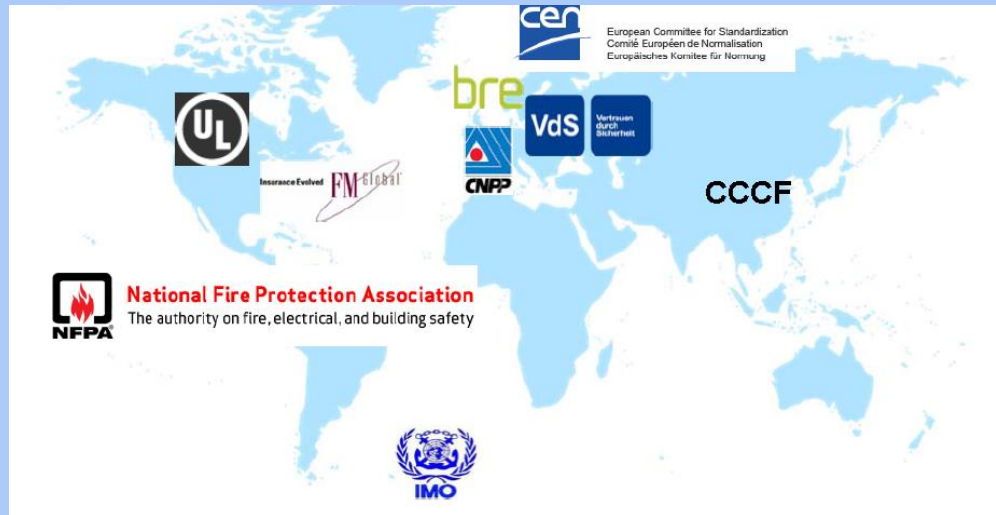 cen
European Committee for Standardization
Comité Européen de Normalisation
Europäisches Komitee für Normung
bre
UL
VdS
Vertrauen
durch
Sicherheit
Insurance Evolved FM Global
CNPP
CCCF
National Fire Protection Association
The authority on fire, electrical, and building safety
NFPA
IMO